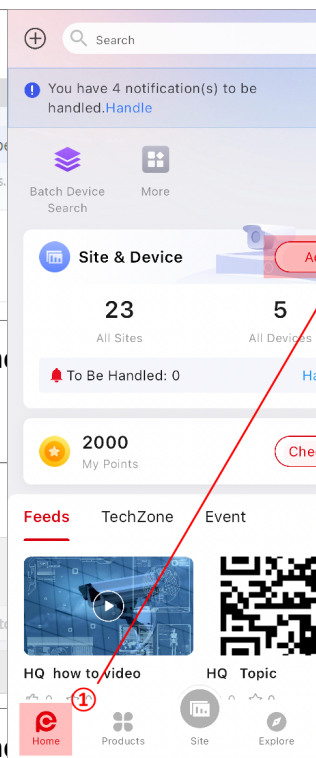 Search
You have 4 notification(s) to be
handled.Handle
Batch Device
Search
More
Site & Device
23
All Sites
5
All Devices
To Be Handled: 0
2000
My Points
Feeds
TechZone
Event
HQ how to video
HQ Topic
①
0
0
0
Home
Products
Site
Explore